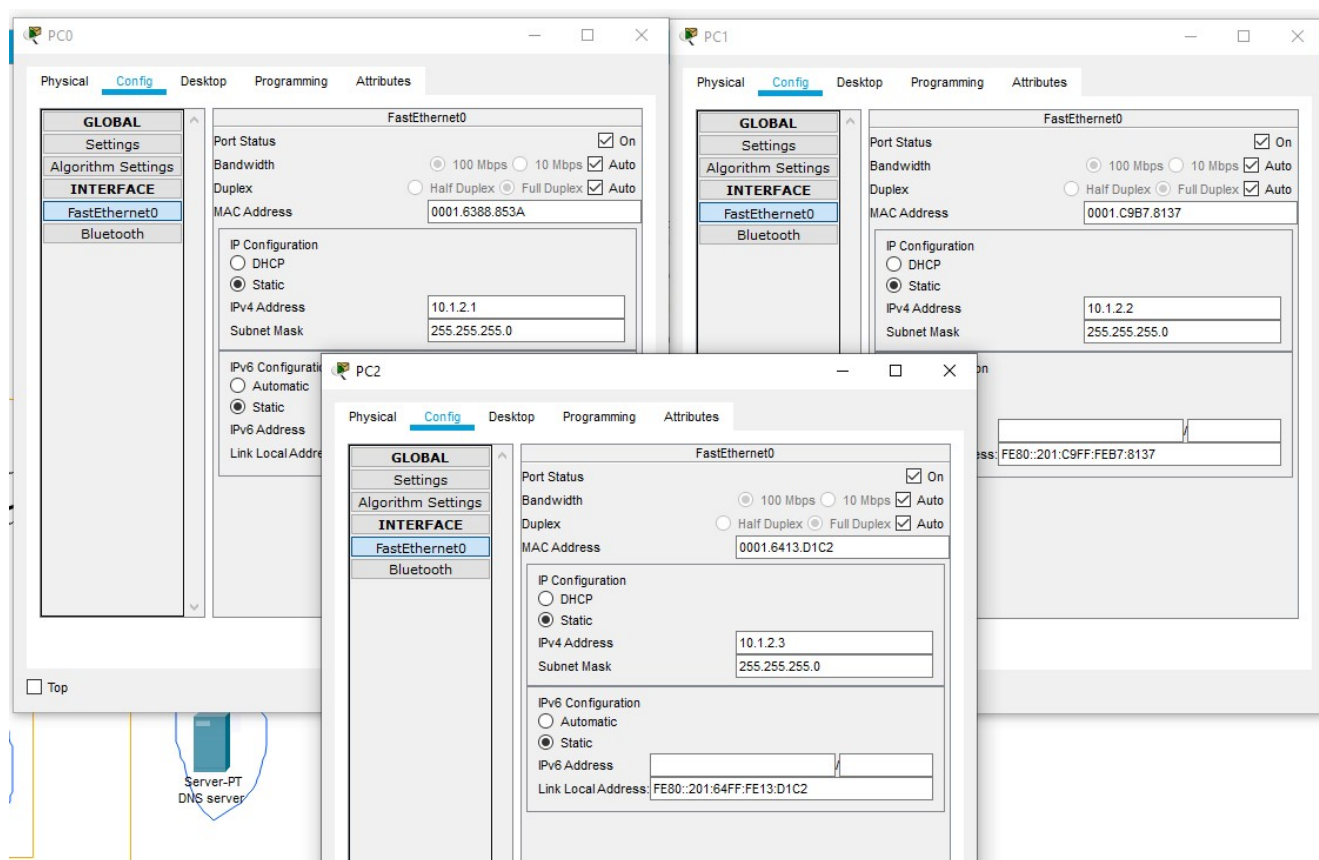 PC0
Physical Config Desktop Programming Attributes
GLOBAL
Settings
Algorithm Settings
INTERFACE
FastEthernet0
Bluetooth
FastEthernet0
Port Status On
Bandwidth 100 Mbps 10 Mbps Auto
Duplex Half Duplex Full Duplex Auto
MAC Address 0001.6388.853A
IP Configuration
DHCP
Static
IPv4 Address 10.1.2.1
Subnet Mask 255.255.255.0
IPv6 Configurati
Automatic
Static
IPv6 Address
Link Local Addre
Top
PC1
Physical Config Desktop Programming Attributes
GLOBAL
Settings
Algorithm Settings
INTERFACE
FastEthernet0
Bluetooth
FastEthernet0
Port Status On
Bandwidth 100 Mbps 10 Mbps Auto
Duplex Half Duplex Full Duplex Auto
MAC Address 0001.C9B7.8137
IP Configuration
DHCP
Static
IPv4 Address 10.1.2.2
Subnet Mask 255.255.255.0
on
/
ess: FE80::201:C9FF:FEB7:8137
PC2
Physical Config Desktop Programming Attributes
GLOBAL
Settings
Algorithm Settings
INTERFACE
FastEthernet0
Bluetooth
FastEthernet0
Port Status On
Bandwidth 100 Mbps 10 Mbps Auto
Duplex Half Duplex Full Duplex Auto
MAC Address 0001.6413.D1C2
IP Configuration
DHCP
Static
IPv4 Address 10.1.2.3
Subnet Mask 255.255.255.0
IPv6 Configuration
Automatic
Static
IPv6 Address /
Link Local Address: FE80::201:64FF:FE13:D1C2
Server-PT
DNS server